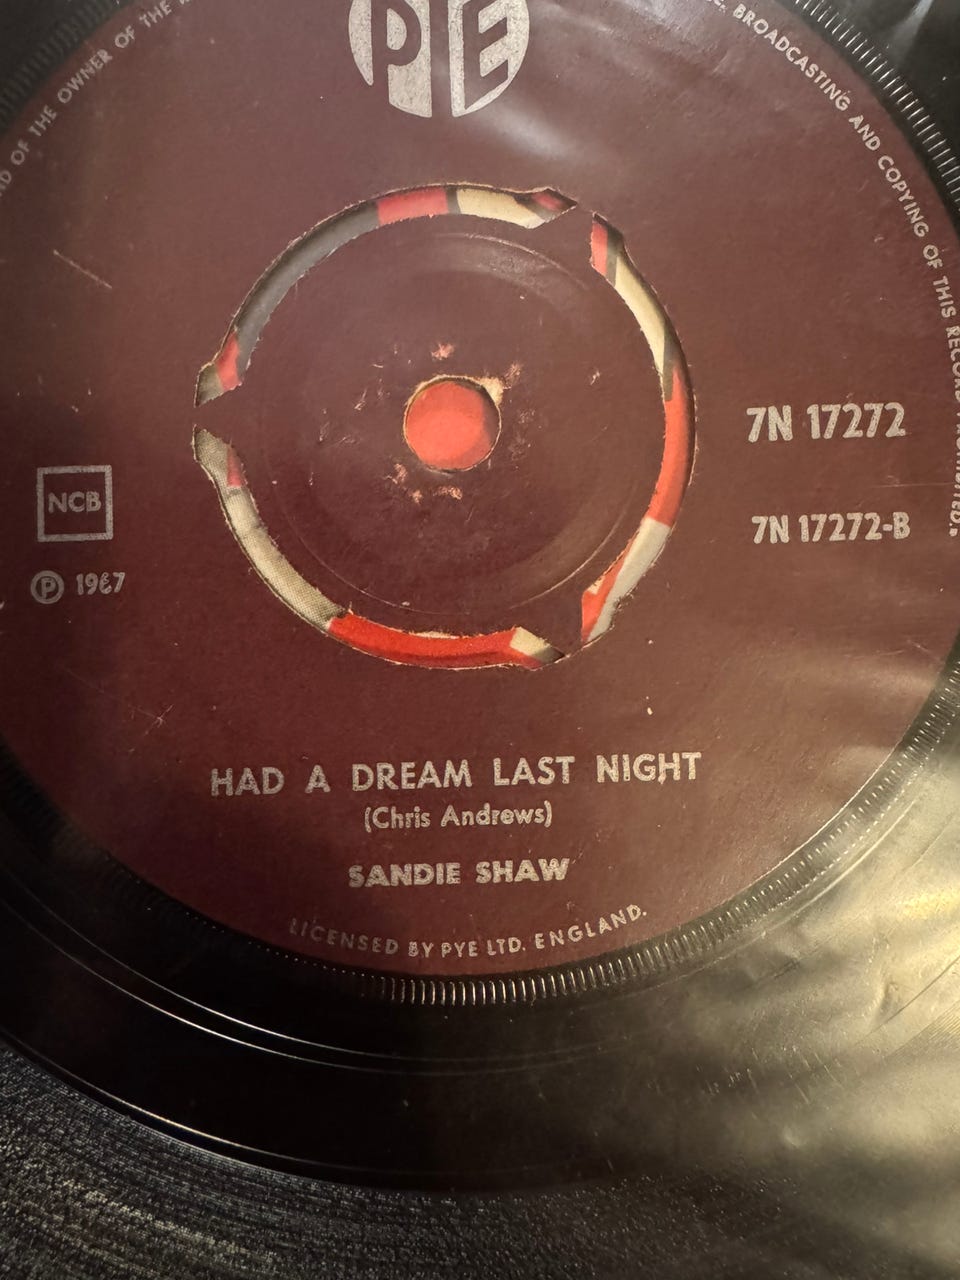 PYE
D OF THE OWNER OF THE
BROADCASTING AND COPYING OF THIS RECORD PROHIBITED.
7N 17272
NCB
7N 17272-B
℗ 1967
HAD A DREAM LAST NIGHT
(Chris Andrews)
SANDIE SHAW
LICENSED BY PYE LTD. ENGLAND.